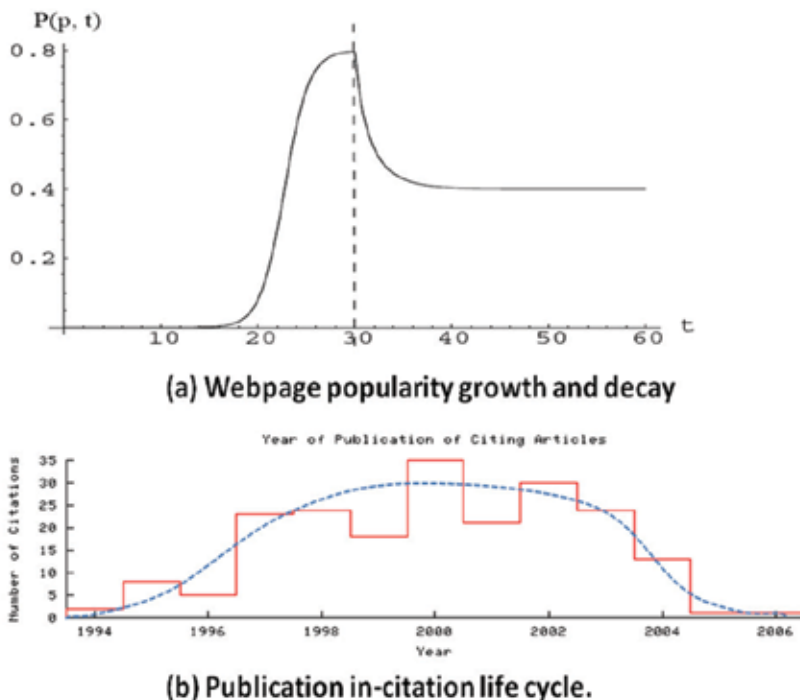 P(p, t)
0.8
0.6
0.4
0.2
10 20 30 40 50 60 t
(a) Webpage popularity growth and decay
Year of Publication of Citing Articles
Number of Citations
35
30
25
20
15
10
5
0
1994 1996 1998 2000 2002 2004 2006
Year
(b) Publication in-citation life cycle.